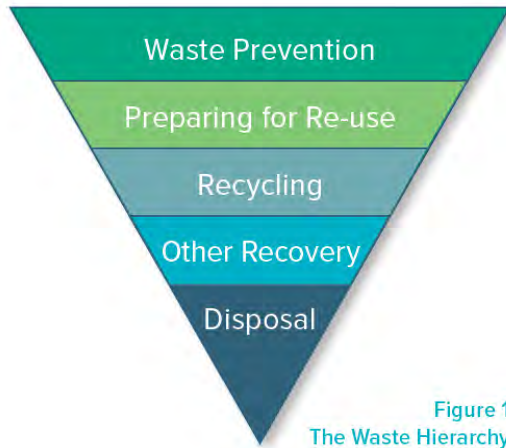 Waste Prevention
Preparing for Re-use
Recycling
Other Recovery
Disposal
Figure 1
The Waste Hierarchy